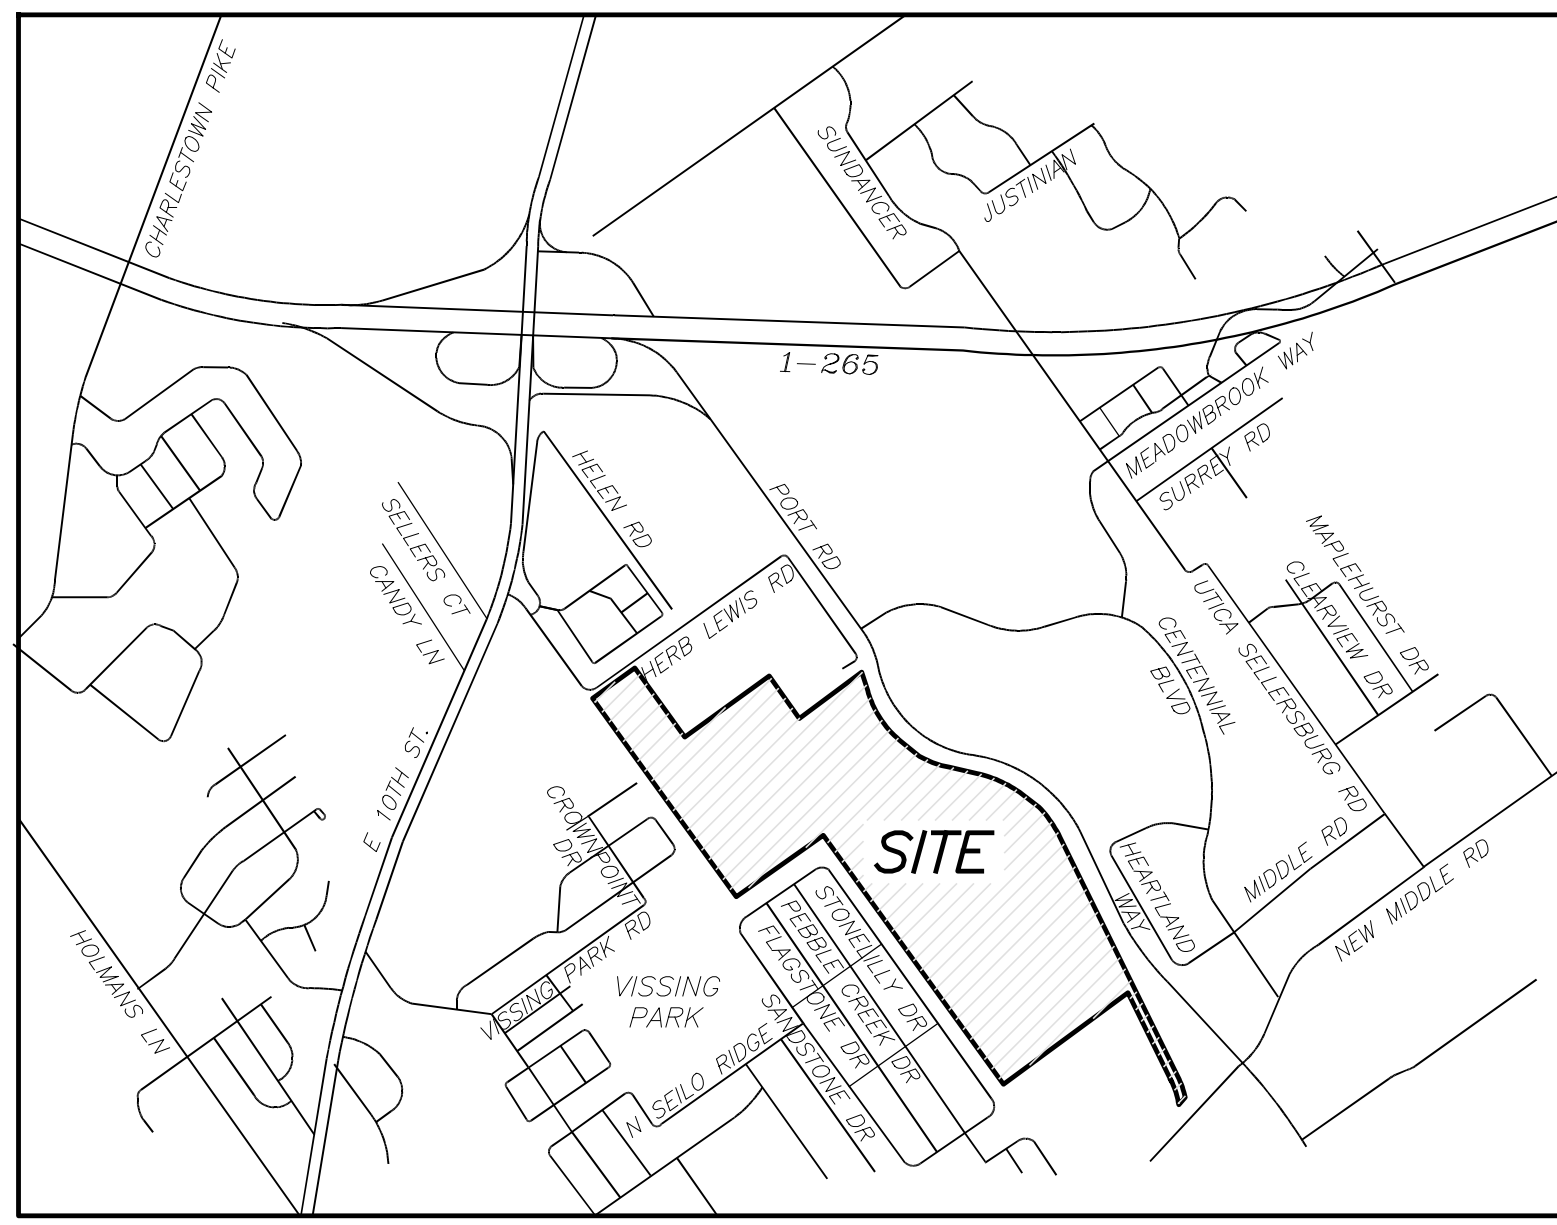 CHARLESTOWN PIKE
SUNDANCER
JUSTINIAN
1-265
MEADOWBROOK WAY
SURREY RD
HELEN RD
PORT RD
SELLERS CT
CANDY LN
HERB LEWIS RD
MAPLEHURST DR
CLEARVIEW DR
UTICA SELLERSBURG RD
CENTENNIAL
BLVD
E 10TH ST.
CROWNPOINT
DR
SITE
HEARTLAND
WAY
MIDDLE RD
NEW MIDDLE RD
HOLMANS LN
VISSING PARK RD
VISSING
PARK
STONELILLY DR
PEBBLE CREEK DR
FLAGSTONE DR
SANDSTONE DR
N SEILO RIDGE